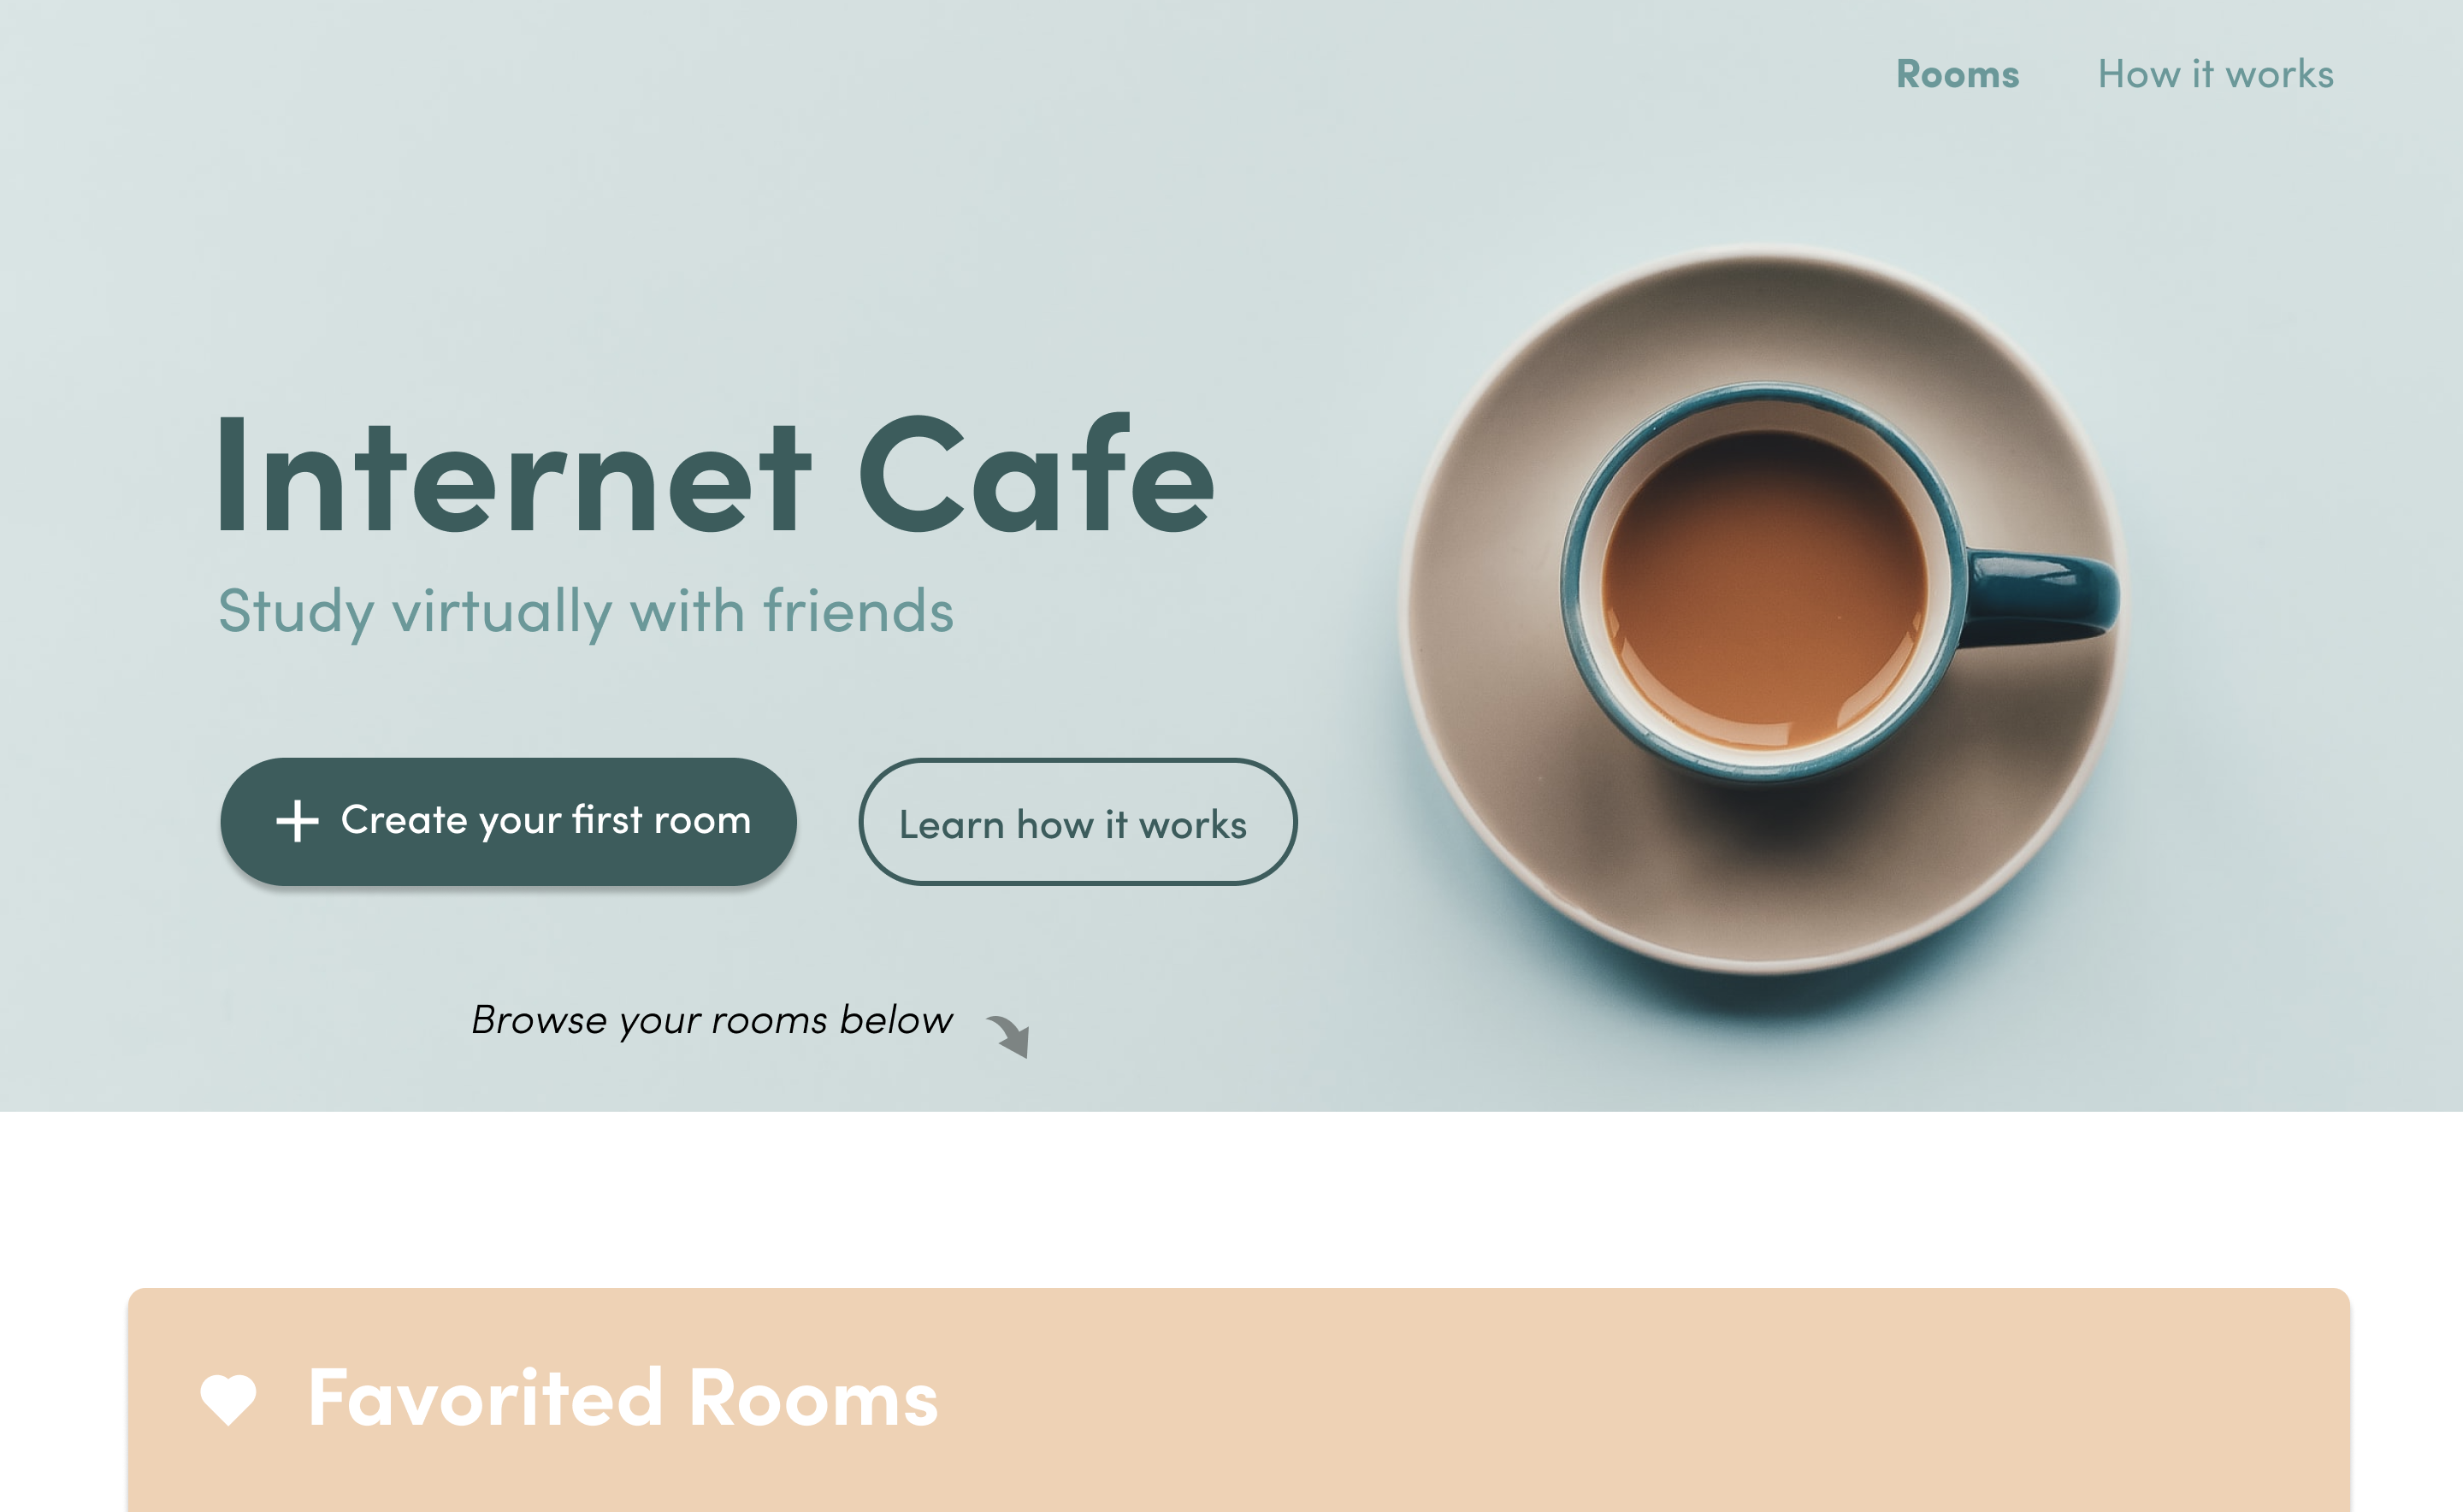 Rooms How it works
Internet Cafe
Study virtually with friends
Create your first room
Learn how it works
Browse your rooms below
Favorited Rooms